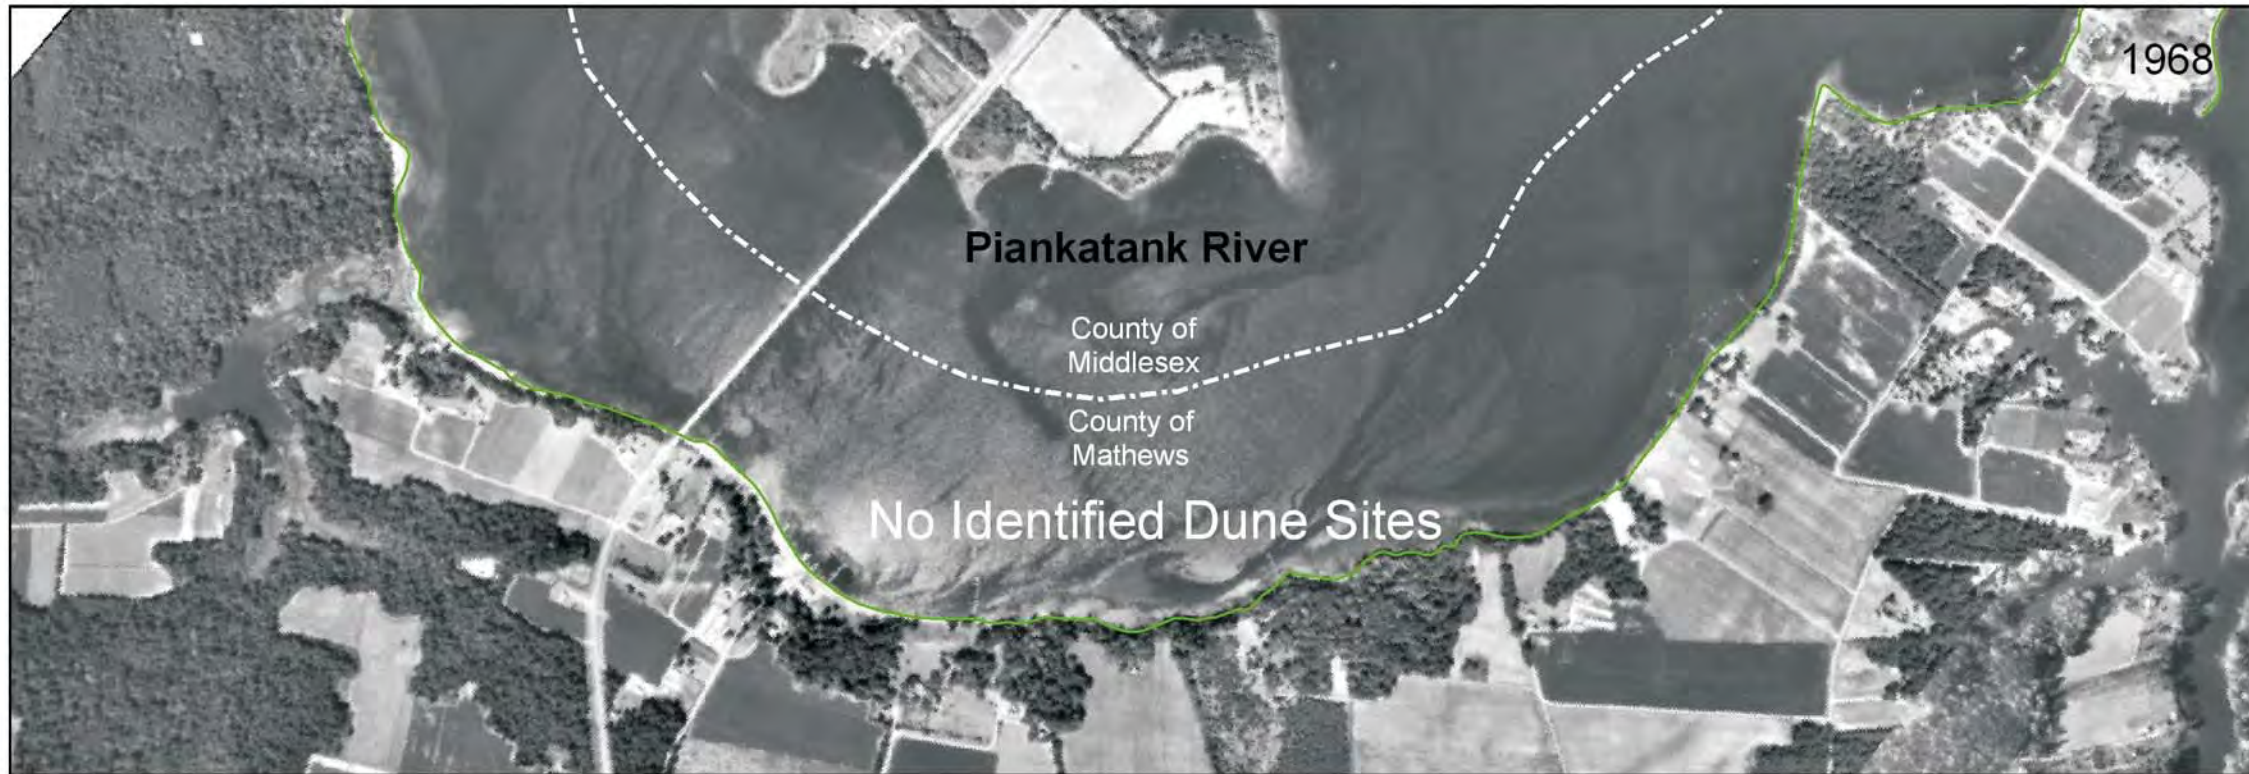 1968
Piankatank River
County of
Middlesex
County of
Mathews
No Identified Dune Sites